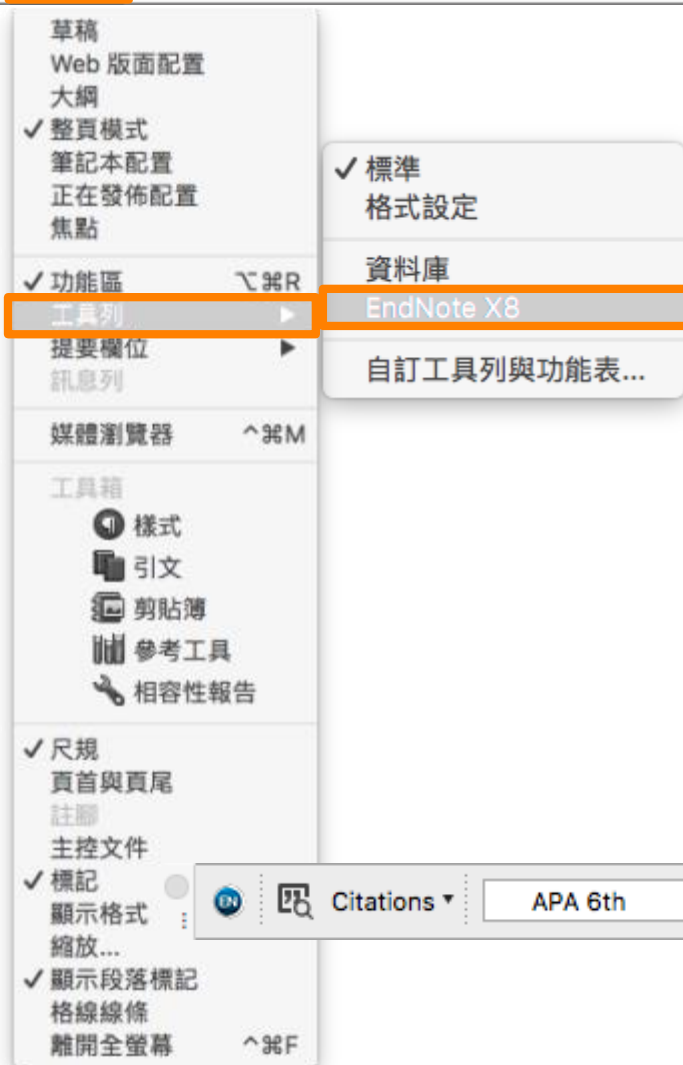 草稿
Web 版面配置
大綱
✓ 整頁模式
筆記本配置
正在發佈配置
焦點
✓ 功能區 ⌥⌘R
工具列 ▶
提要欄位 ▶
訊息列
媒體瀏覽器 ^⌘M
工具箱
樣式
引文
剪貼簿
參考工具
相容性報告
✓ 尺規
頁首與頁尾
註腳
主控文件
✓ 標記
顯示格式
縮放...
✓ 顯示段落標記
格線線條
離開全螢幕 ^⌘F
✓ 標準
格式設定
資料庫
EndNote X8
自訂工具列與功能表...
EN Citations ▼ APA 6th